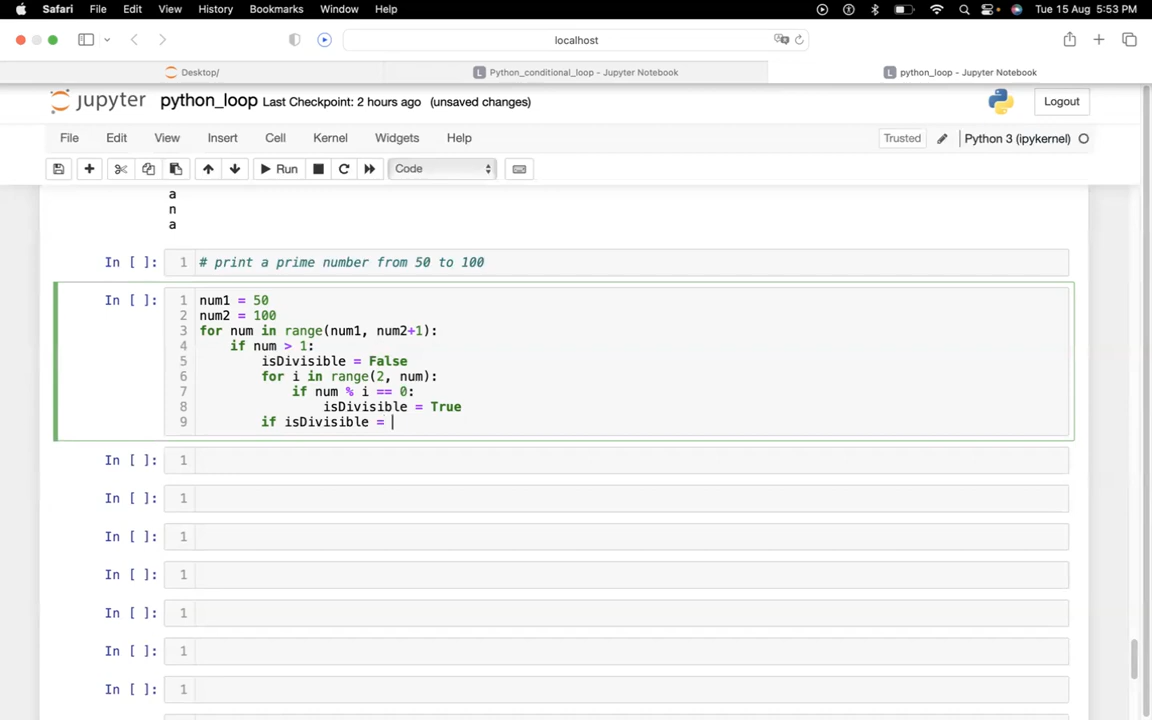 Safari File Edit View History Bookmarks Window Help Tue 15 Aug 5:53 PM
localhost
Desktop/ Python_conditional_loop - Jupyter Notebook python_loop - Jupyter Notebook
jupyter python_loop Last Checkpoint: 2 hours ago (unsaved changes) Logout
File Edit View Insert Cell Kernel Widgets Help Trusted Python 3 (ipykernel)
Run Code
a
n
a
In [ ]: 1 # print a prime number from 50 to 100
In [ ]: 1 num1 = 50
2 num2 = 100
3 for num in range(num1, num2+1):
4 if num > 1:
5 isDivisible = False
6 for i in range(2, num):
7 if num % i == 0:
8 isDivisible = True
9 if isDivisible =
In [ ]: 1
In [ ]: 1
In [ ]: 1
In [ ]: 1
In [ ]: 1
In [ ]: 1
In [ ]: 1